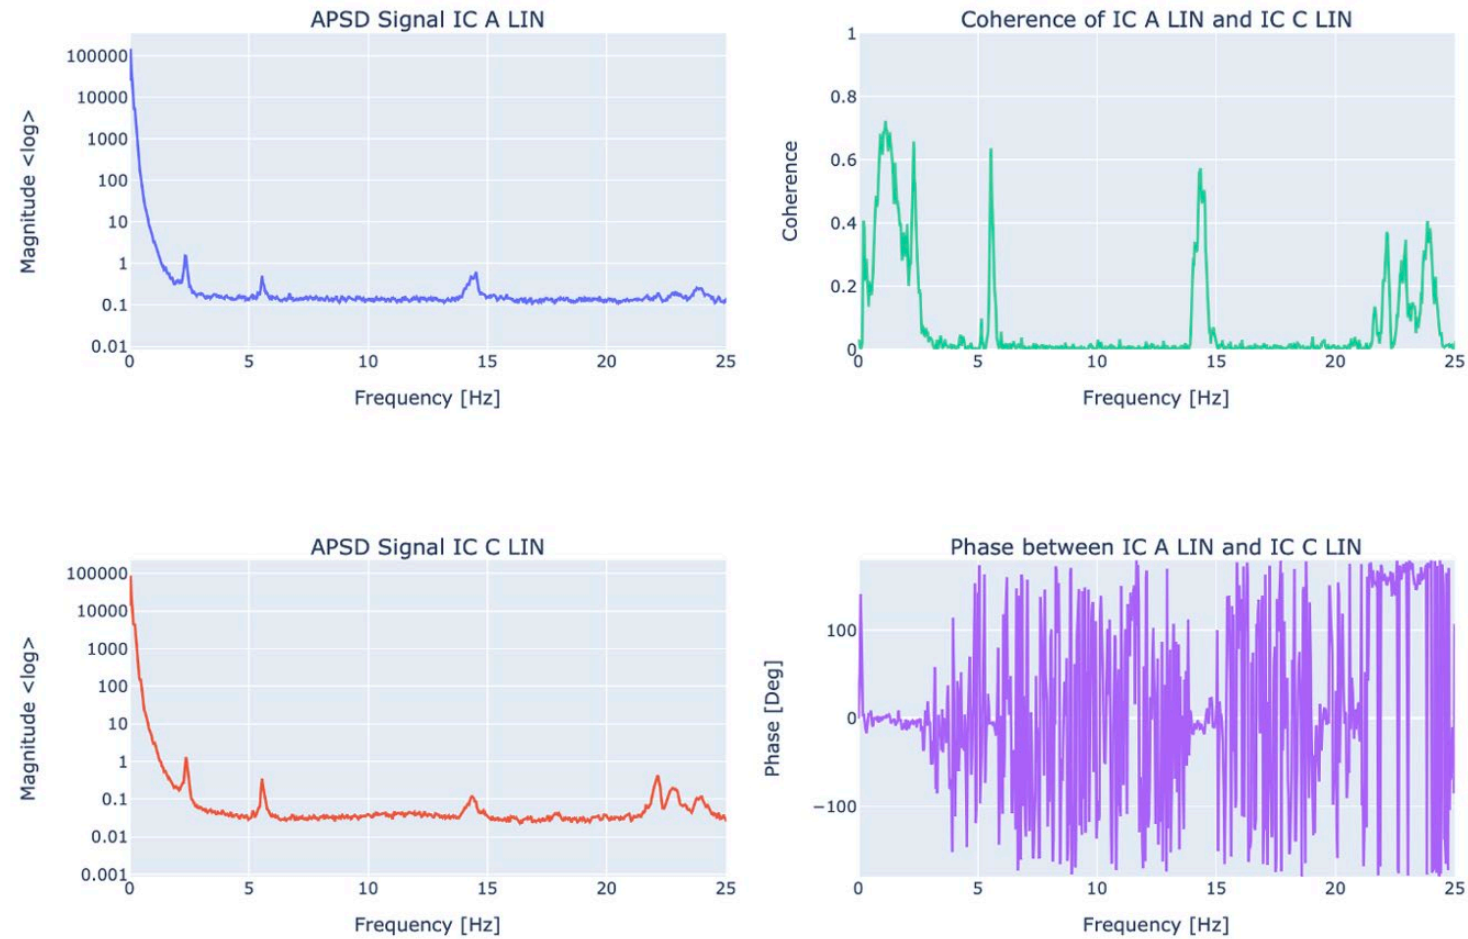 APSD Signal IC A LIN
Magnitude <log>
100000
10000
1000
100
10
1
0.1
0.01
0 5 10 15 20 25
Frequency [Hz]
Coherence of IC A LIN and IC C LIN
Coherence
1
0.8
0.6
0.4
0.2
0
0 5 10 15 20 25
Frequency [Hz]
APSD Signal IC C LIN
Magnitude <log>
100000
10000
1000
100
10
1
0.1
0.01
0.001
0 5 10 15 20 25
Frequency [Hz]
Phase between IC A LIN and IC C LIN
Phase [Deg]
100
0
−100
0 5 10 15 20 25
Frequency [Hz]